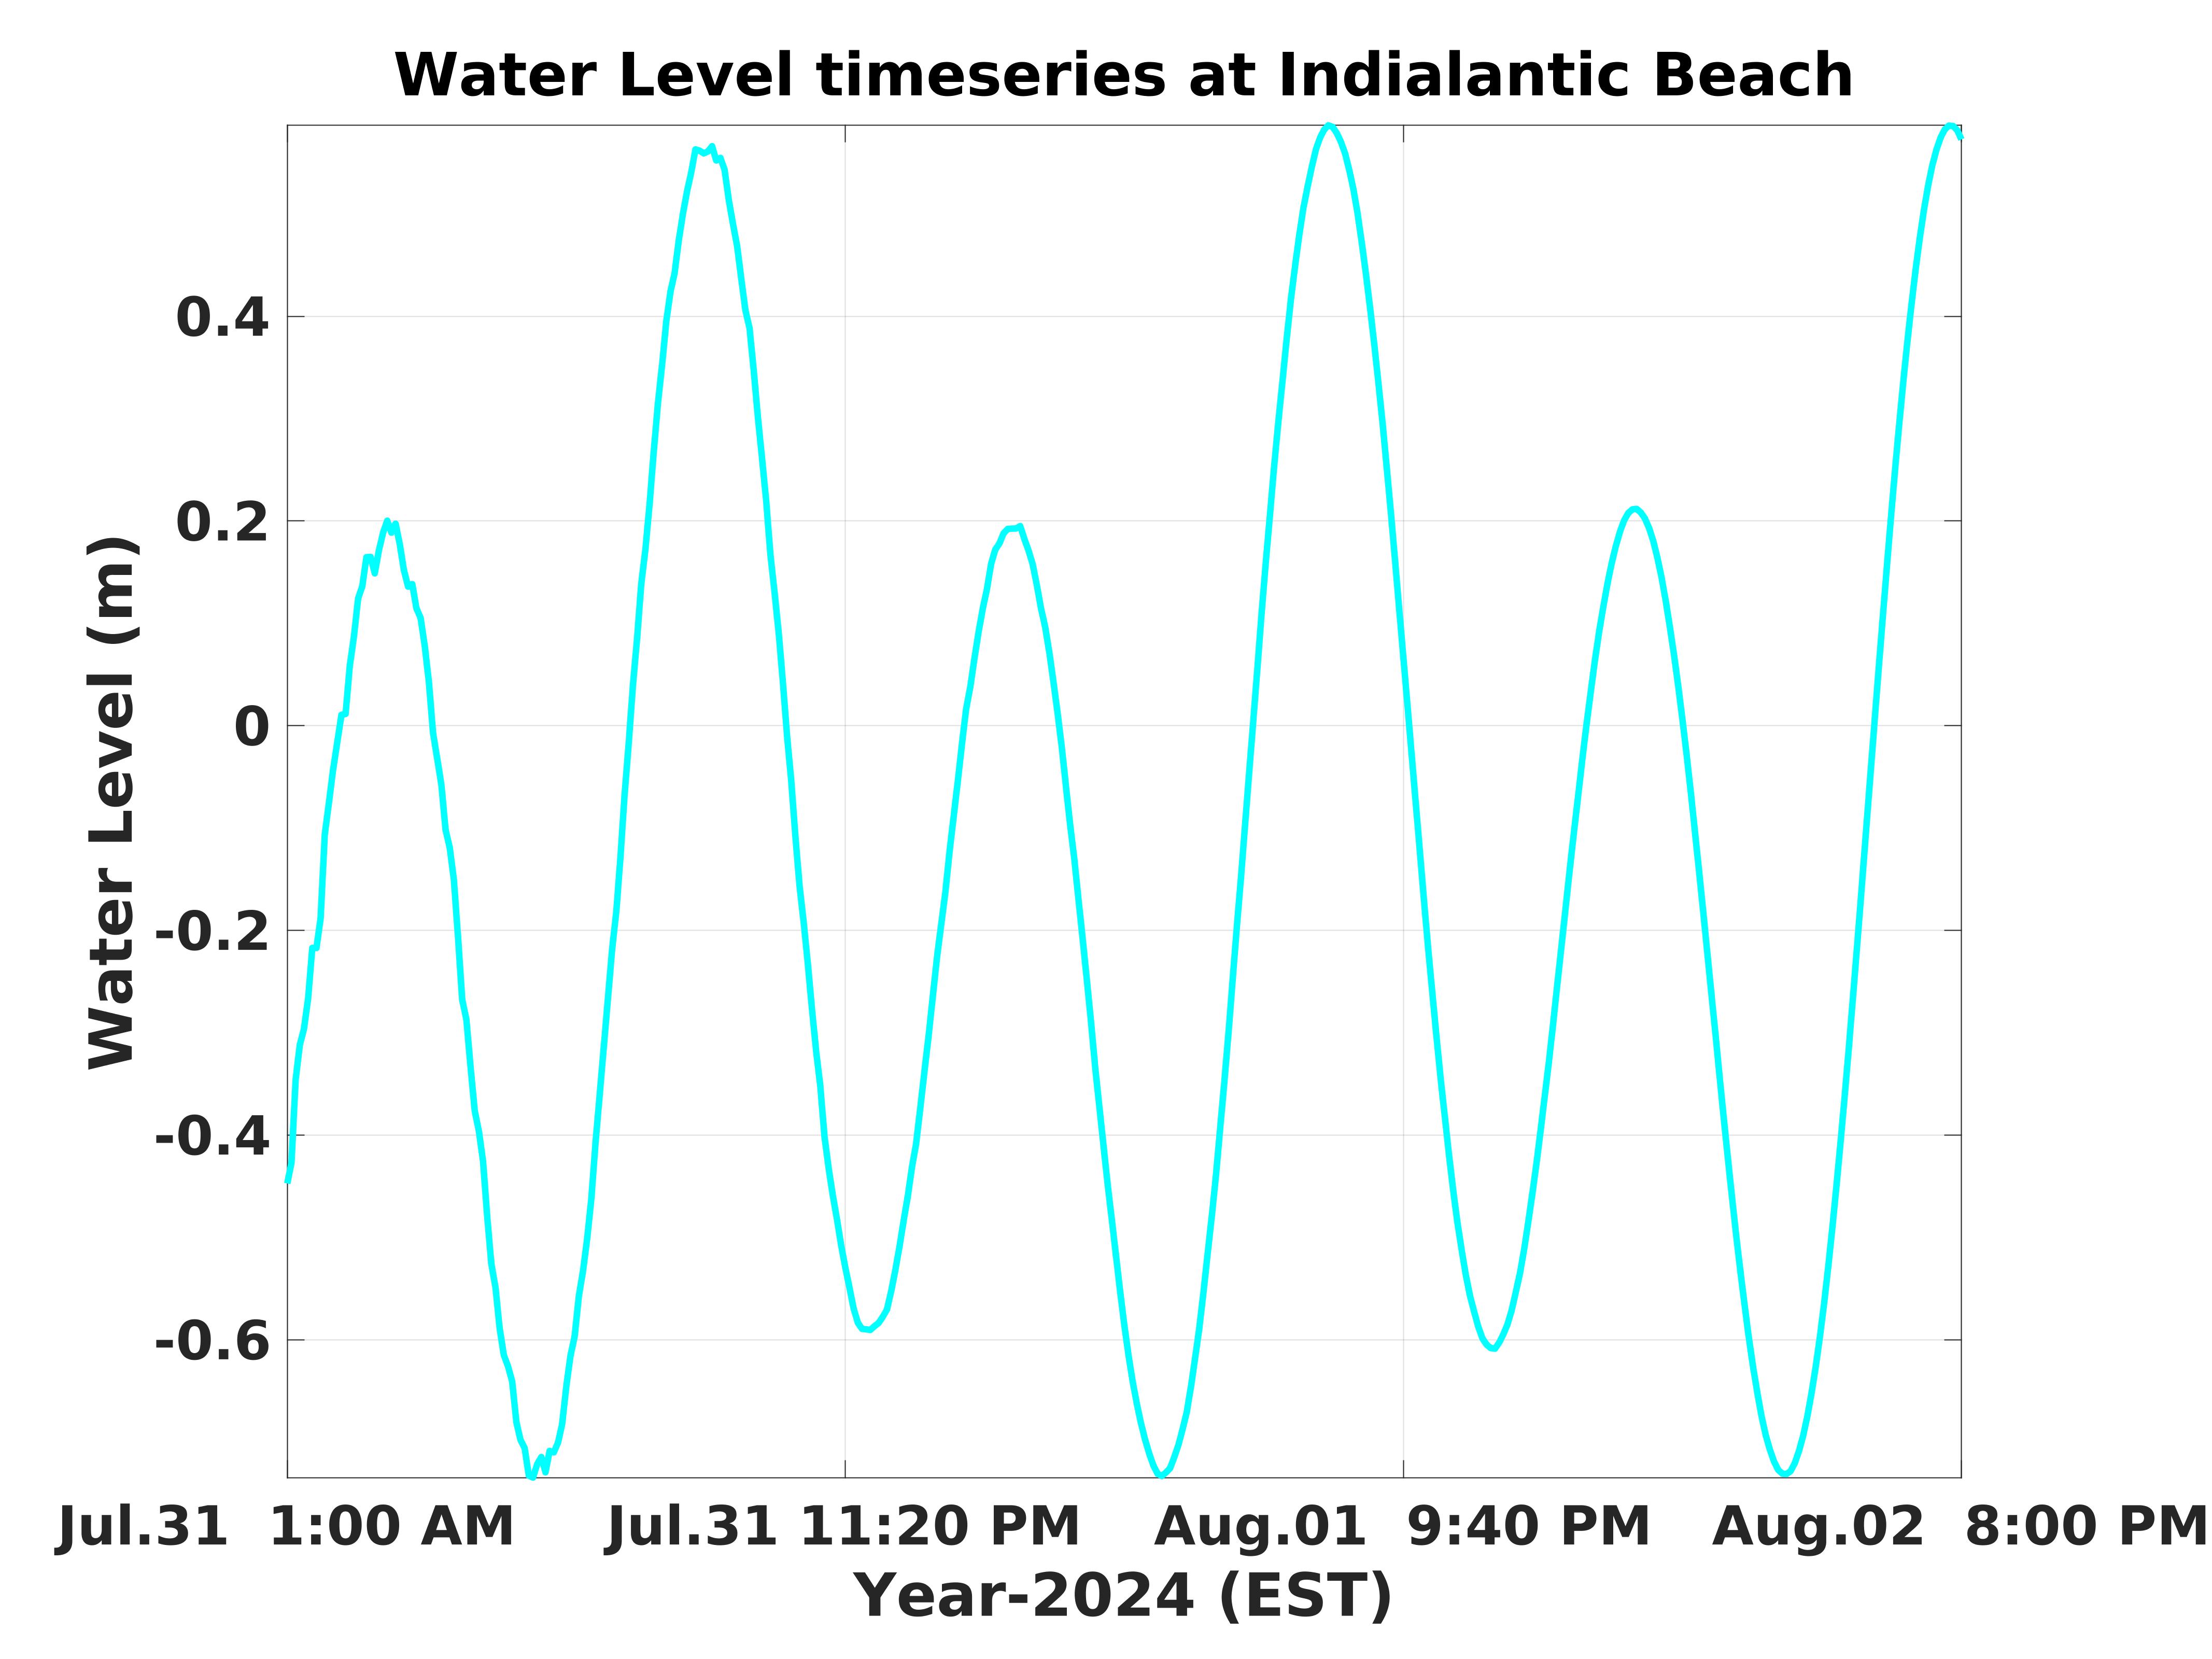 Water Level timeseries at Indialantic Beach
0.4
0.2
0
-0.2
-0.4
-0.6
Water Level (m)
Jul.31 1:00 AM Jul.31 11:20 PM Aug.01 9:40 PM Aug.02 8:00 PM
Year-2024 (EST)